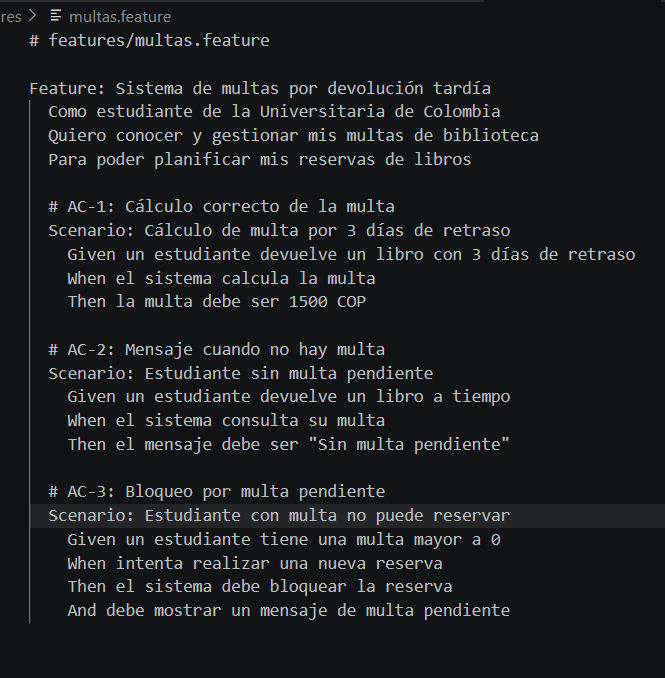 res > multas.feature
# features/multas.feature
Feature: Sistema de multas por devolución tardía
Como estudiante de la Universitaria de Colombia
Quiero conocer y gestionar mis multas de biblioteca
Para poder planificar mis reservas de libros
# AC-1: Cálculo correcto de la multa
Scenario: Cálculo de multa por 3 días de retraso
Given un estudiante devuelve un libro con 3 días de retraso
When el sistema calcula la multa
Then la multa debe ser 1500 COP
# AC-2: Mensaje cuando no hay multa
Scenario: Estudiante sin multa pendiente
Given un estudiante devuelve un libro a tiempo
When el sistema consulta su multa
Then el mensaje debe ser "Sin multa pendiente"
# AC-3: Bloqueo por multa pendiente
Scenario: Estudiante con multa no puede reservar
Given un estudiante tiene una multa mayor a 0
When intenta realizar una nueva reserva
Then el sistema debe bloquear la reserva
And debe mostrar un mensaje de multa pendiente